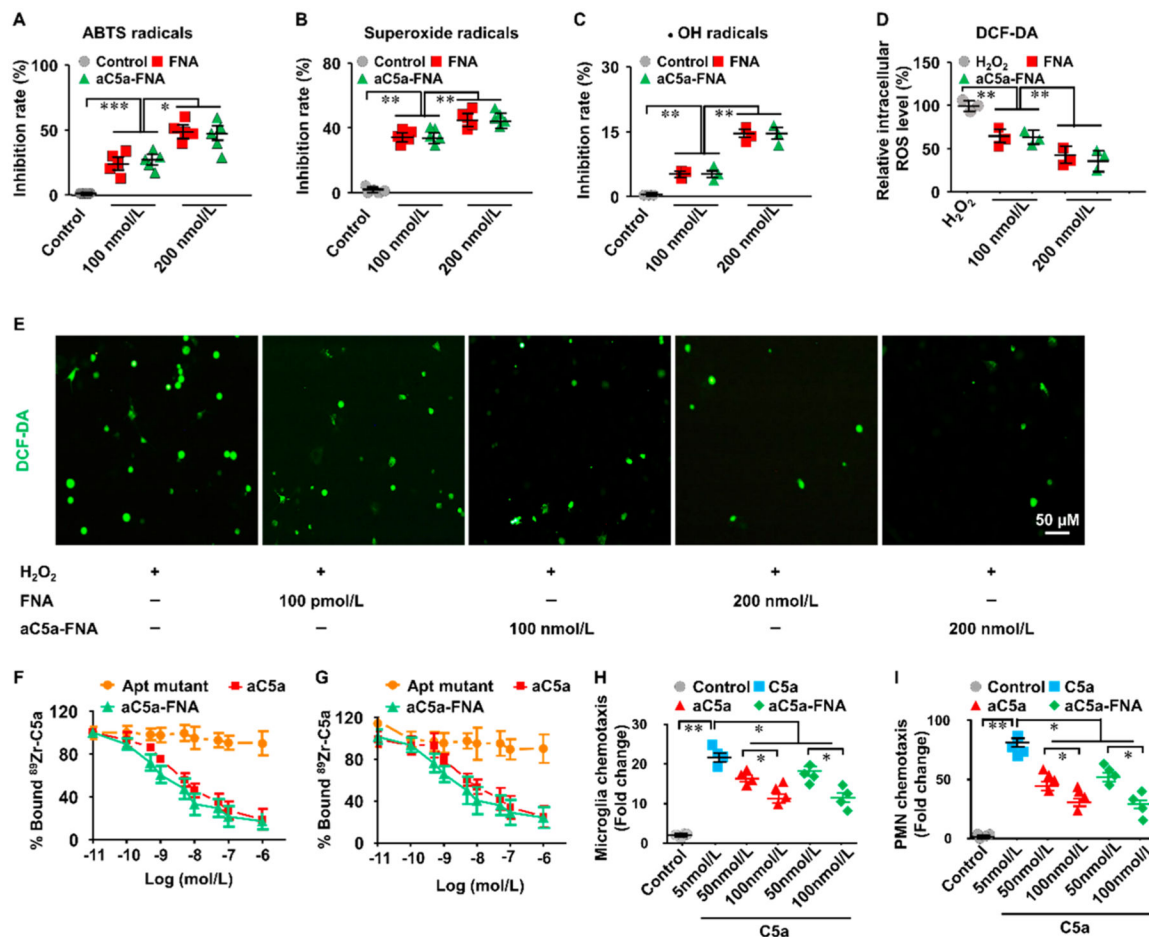 A
ABTS radicals
Control FNA
aC5a-FNA
Inhibition rate (%)
100
50
0
*** *
Control
100 nmol/L
200 nmol/L
B
Superoxide radicals
Control FNA
aC5a-FNA
Inhibition rate (%)
80
40
0
** **
Control
100 nmol/L
200 nmol/L
C
• OH radicals
Control FNA
aC5a-FNA
Inhibition rate (%)
30
15
0
** **
Control
100 nmol/L
200 nmol/L
D
DCF-DA
H₂O₂ FNA
aC5a-FNA
Relative intracellular
ROS level (%)
150
100
50
0
** **
H₂O₂
100 nmol/L
200 nmol/L
E
DCF-DA
50 μM
H₂O₂ + + + + +
FNA – 100 pmol/L – 200 nmol/L –
aC5a-FNA – – 100 nmol/L – 200 nmol/L
F
Apt mutant aC5a
aC5a-FNA
% Bound ⁸⁹Zr-C5a
120
80
40
0
-11 -10 -9 -8 -7 -6
Log (mol/L)
G
Apt mutant aC5a
aC5a-FNA
% Bound ⁸⁹Zr-C5a
120
80
40
0
-11 -10 -9 -8 -7 -6
Log (mol/L)
H
Control C5a
aC5a aC5a-FNA
Microglia chemotaxis
(Fold change)
30
20
10
0
** *
* *
Control
5nmol/L
50nmol/L
100nmol/L
50nmol/L
100nmol/L
C5a
I
Control C5a
aC5a aC5a-FNA
PMN chemotaxis
(Fold change)
100
50
0
** *
* *
Control
5nmol/L
50nmol/L
100nmol/L
50nmol/L
100nmol/L
C5a